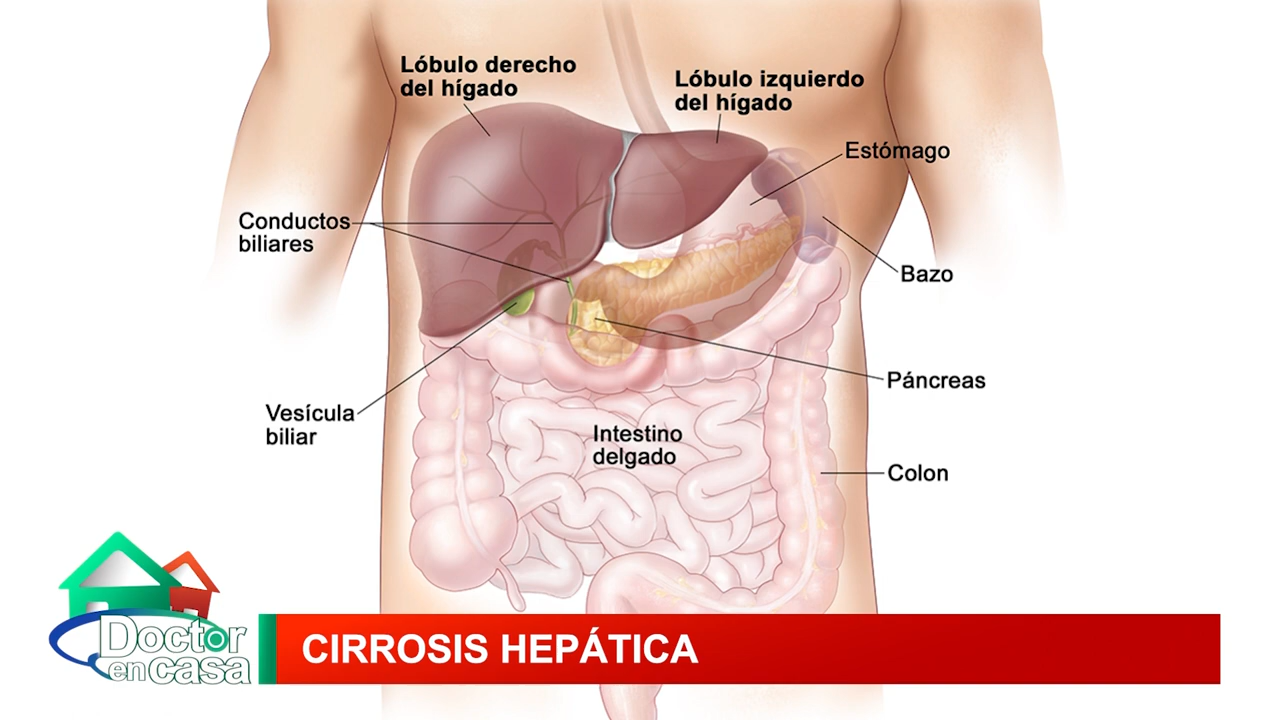 Lóbulo derecho
del hígado
Lóbulo izquierdo
del hígado
Estómago
Conductos
biliares
Bazo
Páncreas
Vesícula
biliar
Intestino
delgado
Colon
Doctor
en casa
CIRROSIS HEPÁTICA